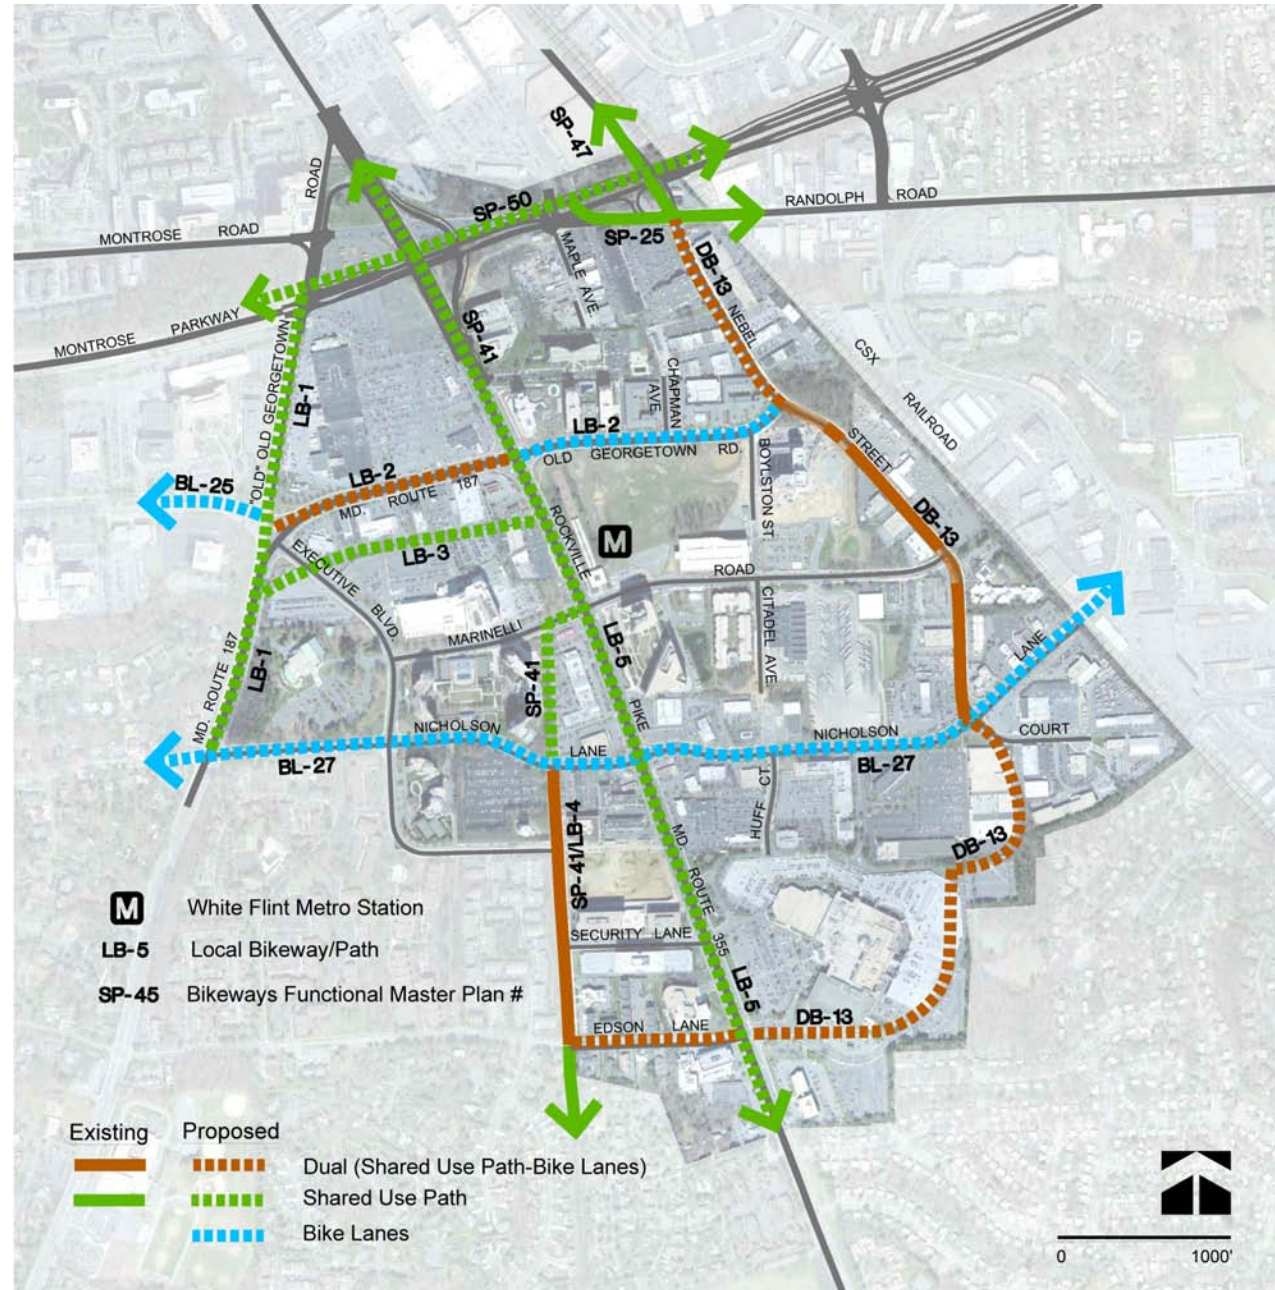 SP-47
ROAD
RANDOLPH ROAD
SP-50
MONTROSE ROAD
SP-25
MAPLE AVE.
DB-13
NEBEL
MONTROSE PARKWAY
SP-41
CSX RAILROAD
"OLD" OLD GEORGETOWN
LB-1
CHAPMAN AVE.
LB-2
OLD GEORGETOWN RD.
STREET
BOYLSTON ST.
LB-2
MD. ROUTE 187
BL-25
DB-13
ROCKVILLE
M
LB-3
EXECUTIVE BLVD.
ROAD
MARINELLI
CITADEL AVE.
LB-5
LANE
MD. ROUTE 187
LB-1
SP-41
PIKE
NICHOLSON
LANE
NICHOLSON
COURT
BL-27
BL-27
HUFF CT
SP-41/LB-4
MD. ROUTE 355
DB-13
M White Flint Metro Station
SECURITY LANE
LB-5 Local Bikeway/Path
LB-5
SP-45 Bikeways Functional Master Plan #
EDSON LANE
DB-13
Existing Proposed
Dual (Shared Use Path-Bike Lanes)
Shared Use Path
Bike Lanes
0 1000'